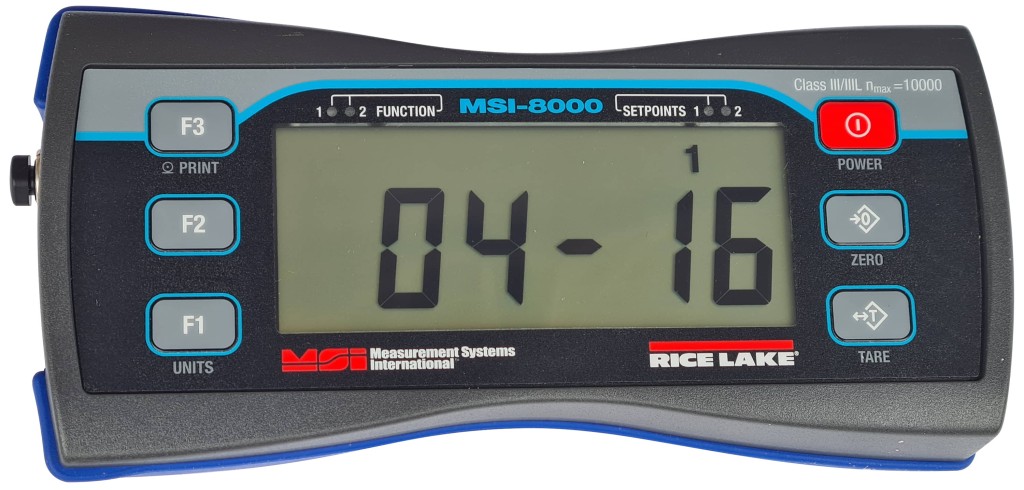 Class III/IIIL nmax=10000
1 2 FUNCTION MSI-8000 SETPOINTS 1 2
F3
PRINT
F2
F1
UNITS
1
04-16
POWER
0
ZERO
T
TARE
MSI Measurement Systems
International
RICE LAKE®